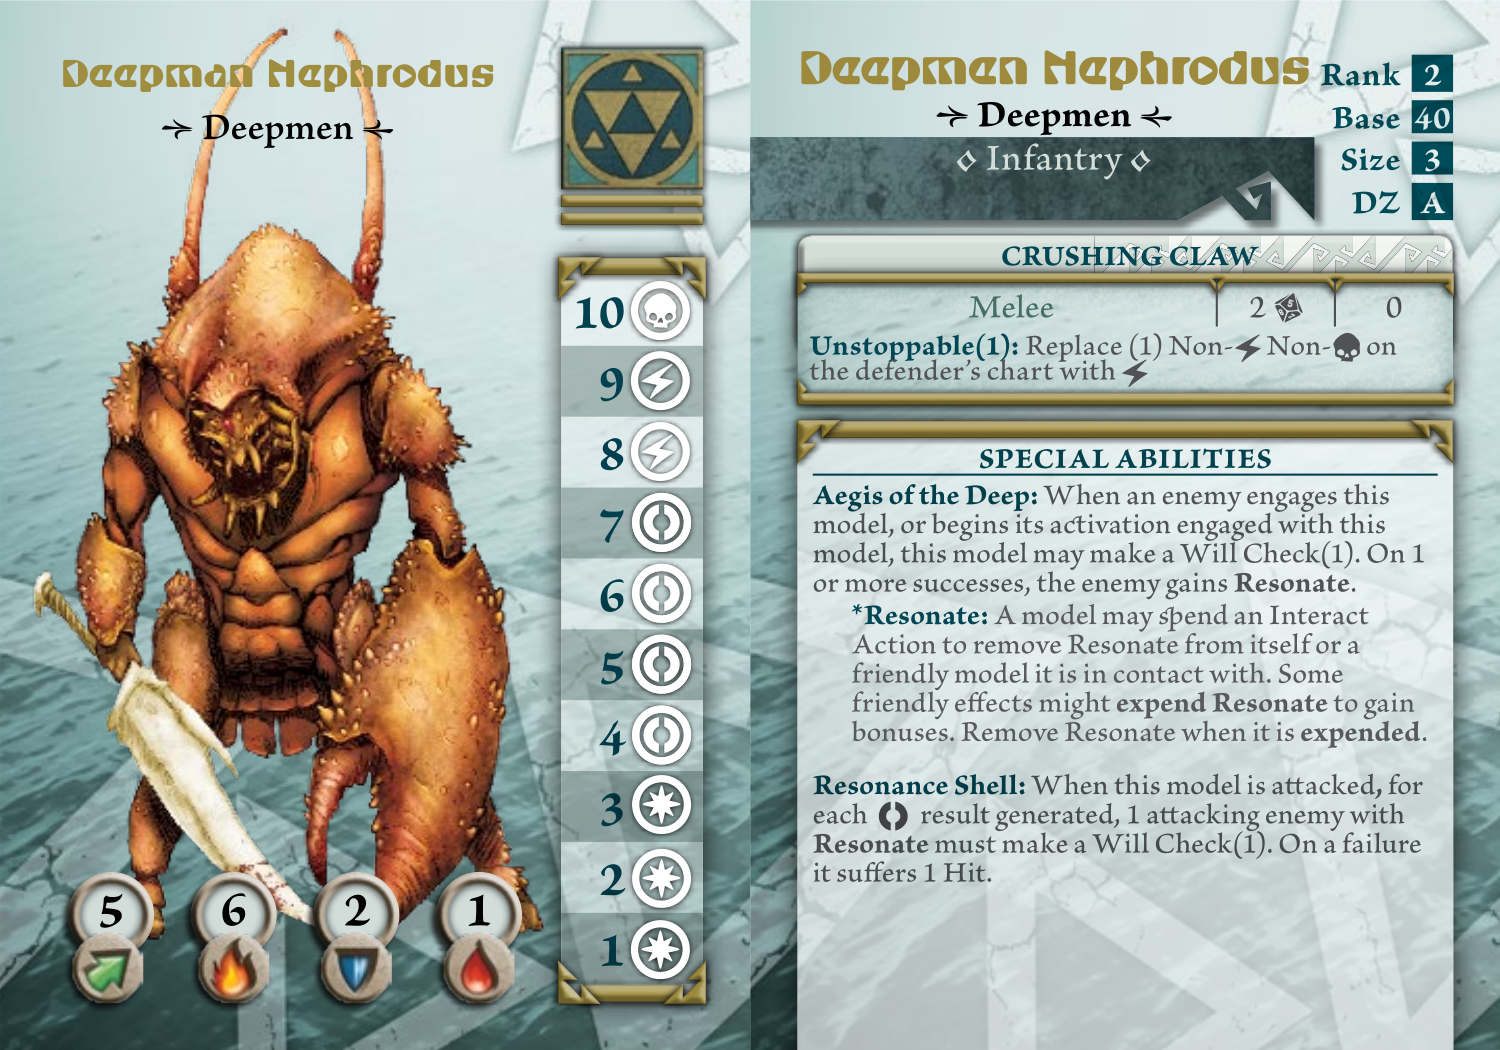 Deepman Nephrodus
Deepmen
10
9
8
7
6
5
4
3
2
1
5 6 2 1
Deepmen Nephrodus
Deepmen
Infantry
Rank 2
Base 40
Size 3
DZ A
CRUSHING CLAW
Melee 2 0
Unstoppable(1): Replace (1) Non- Non- on
the defender's chart with
SPECIAL ABILITIES
Aegis of the Deep: When an enemy engages this
model, or begins its activation engaged with this
model, this model may make a Will Check(1). On 1
or more successes, the enemy gains Resonate.
*Resonate: A model may spend an Interact
Action to remove Resonate from itself or a
friendly model it is in contact with. Some
friendly effects might expend Resonate to gain
bonuses. Remove Resonate when it is expended.
Resonance Shell: When this model is attacked, for
each result generated, 1 attacking enemy with
Resonate must make a Will Check(1). On a failure
it suffers 1 Hit.